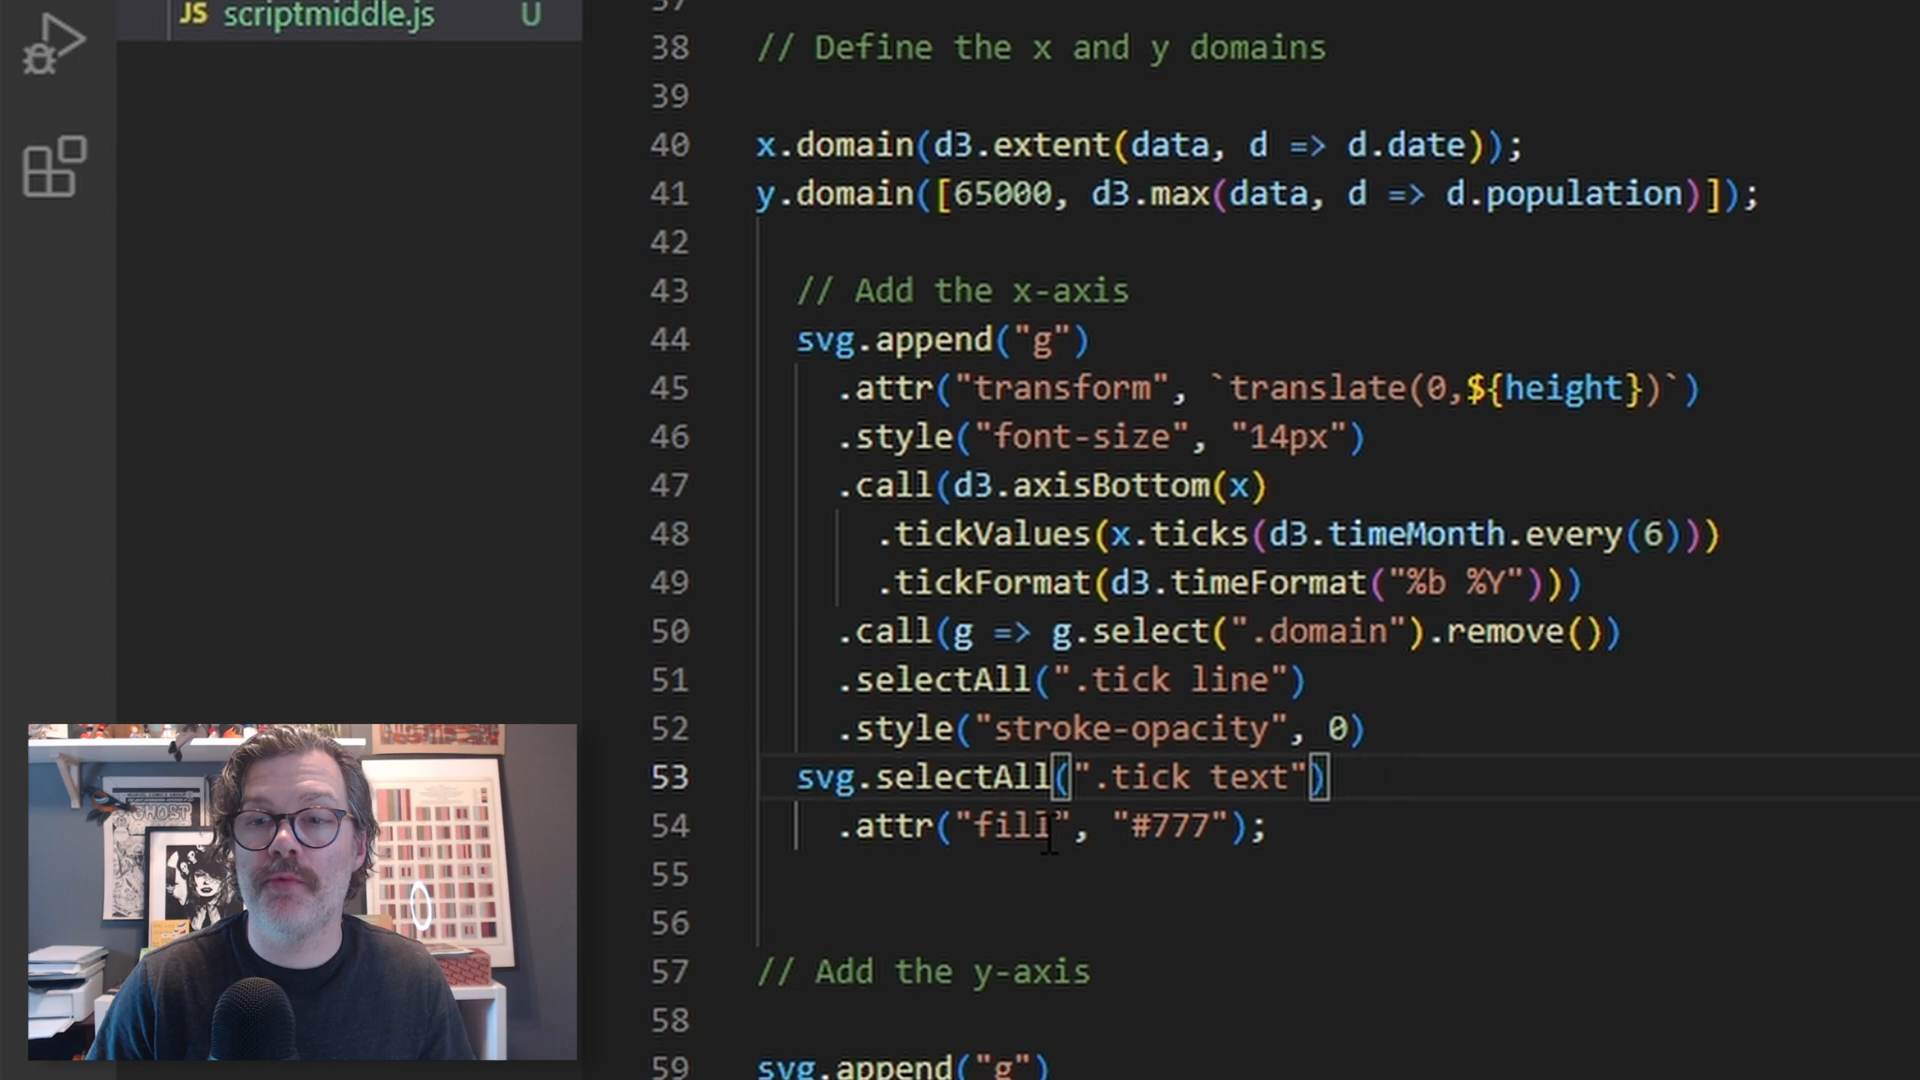 JS scriptmiddle.js U
37
38 // Define the x and y domains
39
40 x.domain(d3.extent(data, d => d.date));
41 y.domain([65000, d3.max(data, d => d.population)]);
42
43 // Add the x-axis
44 svg.append("g")
45 .attr("transform", `translate(0,${height})`)
46 .style("font-size", "14px")
47 .call(d3.axisBottom(x)
48 .tickValues(x.ticks(d3.timeMonth.every(6)))
49 .tickFormat(d3.timeFormat("%b %Y")))
50 .call(g => g.select(".domain").remove())
51 .selectAll(".tick line")
52 .style("stroke-opacity", 0)
53 svg.selectAll(".tick text")
54 .attr("fill", "#777");
55
56
57 // Add the y-axis
58
59 svg.append("g")
GHOST